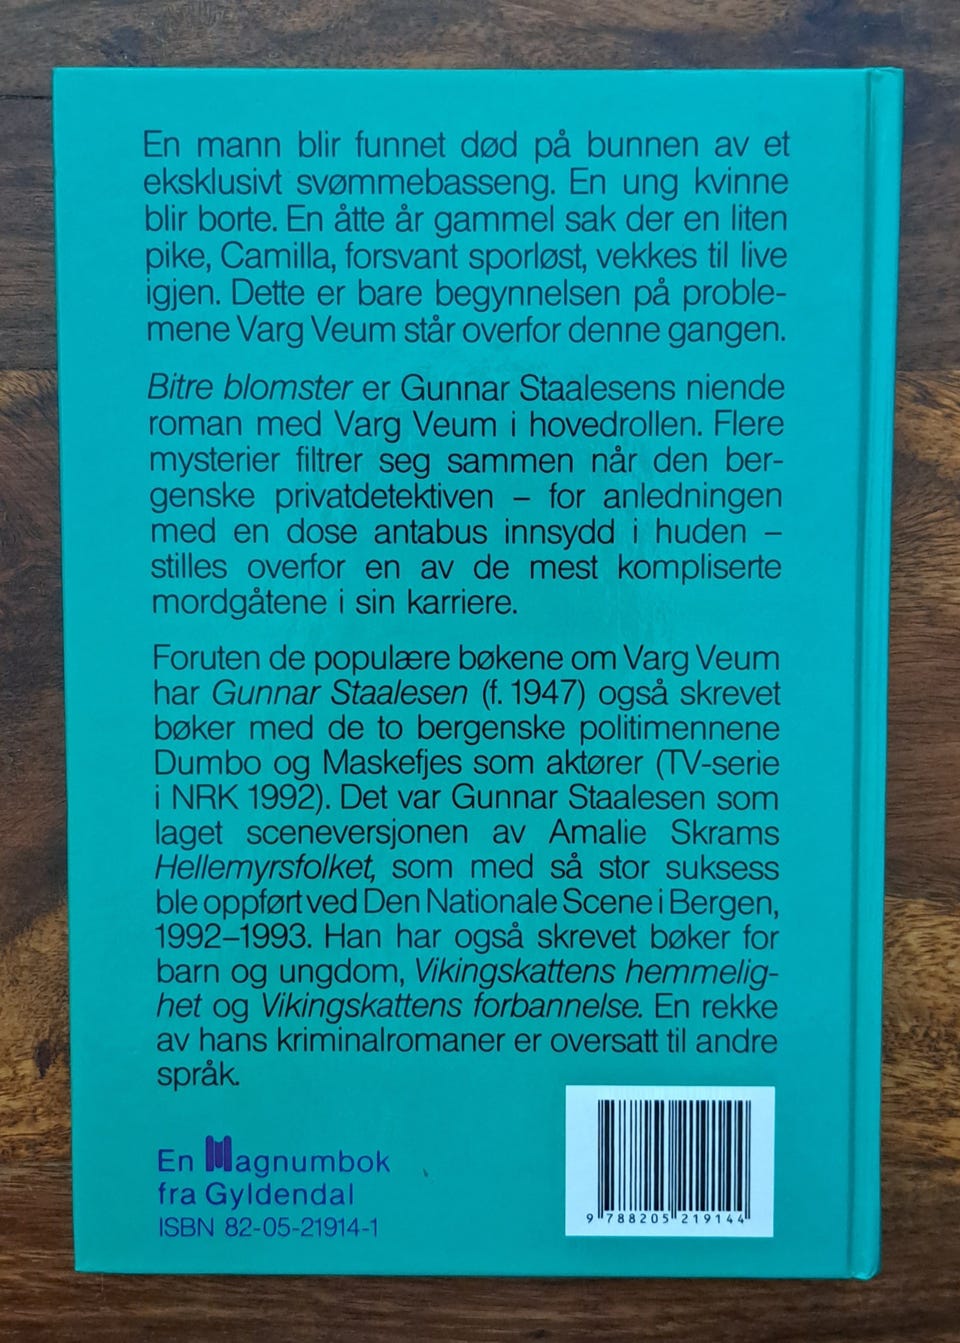 En mann blir funnet død på bunnen av et
eksklusivt svømmebasseng. En ung kvinne
blir borte. En åtte år gammel sak der en liten
pike, Camilla, forsvant sporløst, vekkes til live
igjen. Dette er bare begynnelsen på proble-
mene Varg Veum står overfor denne gangen.
Bitre blomster er Gunnar Staalesens niende
roman med Varg Veum i hovedrollen. Flere
mysterier filtrer seg sammen når den ber-
genske privatdetektiven – for anledningen
med en dose antabus innsydd i huden –
stilles overfor en av de mest kompliserte
mordgåtene i sin karriere.
Foruten de populære bøkene om Varg Veum
har Gunnar Staalesen (f. 1947) også skrevet
bøker med de to bergenske politimennene
Dumbo og Maskefjes som aktører (TV-serie
i NRK 1992). Det var Gunnar Staalesen som
laget sceneversjonen av Amalie Skrams
Hellemyrsfolket, som med så stor suksess
ble oppført ved Den Nationale Scene i Bergen,
1992–1993. Han har også skrevet bøker for
barn og ungdom, Vikingskattens hemmelig-
het og Vikingskattens forbannelse. En rekke
av hans kriminalromaner er oversatt til andre
språk.
En Magnumbok
fra Gyldendal
ISBN 82-05-21914-1
9 788205 219144